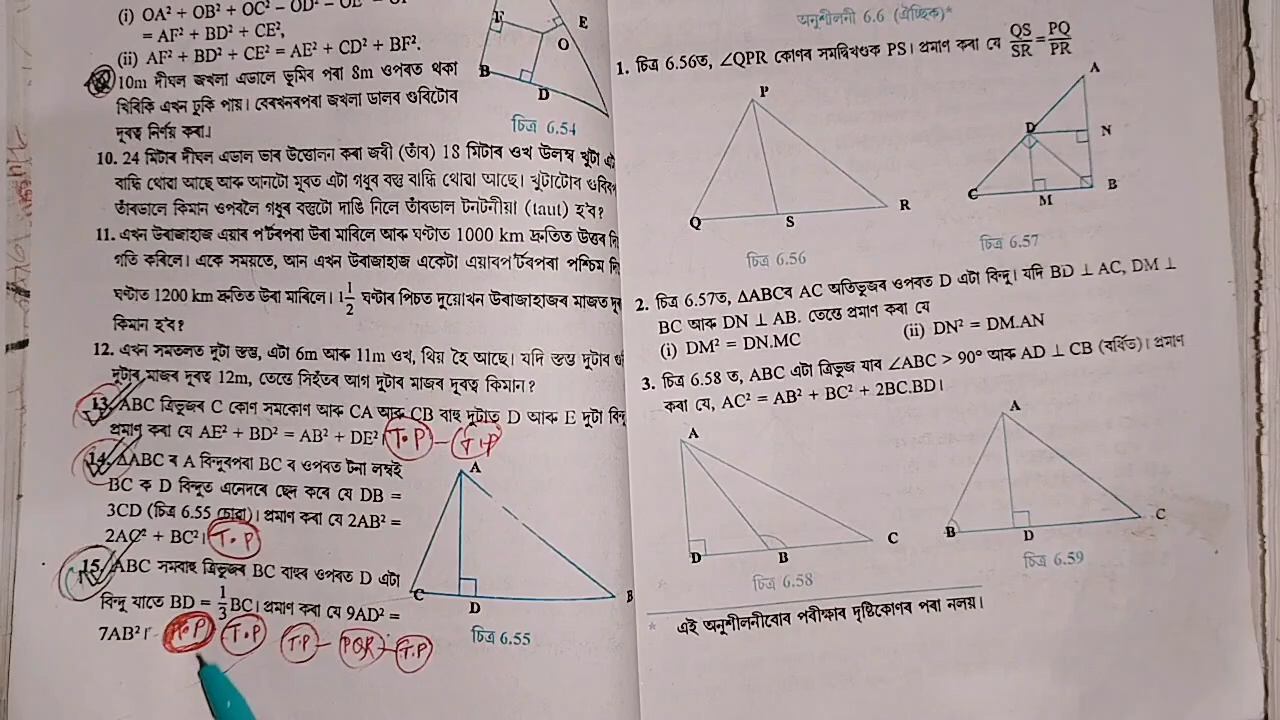 (i) OA² + OB² + OC² – OD² –
= AF² + BD² + CE²,
(ii) AF² + BD² + CE² = AE² + CD² + BF².
10m দীঘল জখলা এডালে ভূমিৰ পৰা 8m ওপৰত থকা
খিৰিকি এখন ঢুকি পায়। বেৰখনৰপৰা জখলা ডালৰ গুৰিটোৰ
দূৰত্ব নিৰ্ণয় কৰা।
F
E
O
B
D
চিত্ৰ 6.54
10. 24 মিটাৰ দীঘল এডাল তাঁৰ উত্তোলন কৰা জৰী (তাঁৰ) 18 মিটাৰ ওখ উলম্ব খুটা
বান্ধি থোৱা আছে আৰু আনটো মূৰত এটা গধুৰ বস্তু বান্ধি থোৱা আছে। খুটাটোৰ
তাঁৰডালে কিমান ওপৰলৈ গধুৰ বস্তুটো দাঙি নিলে তাঁৰডাল টনটনীয়া (taut) হ'ব?
11. এখন উৰাজাহাজ এয়াৰ প'ৰ্টৰপৰা উৰা মাৰিলে আৰু ঘণ্টাত 1000 km দ্ৰুতিত উত্তৰ
গতি কৰিলে। একে সময়তে, আন এখন উৰাজাহাজ একেটা এয়াৰপ'ৰ্টৰপৰা পশ্চিম
ঘণ্টাত 1200 km দ্ৰুতিত উৰা মাৰিলে। 1 1/2 ঘণ্টাৰ পিচত দুয়োখন উৰাজাহাজৰ মাজত
কিমান হ'ব?
12. এখন সমতলত দুটা স্তম্ভ, এটা 6m আৰু 11m ওখ, থিয় হৈ আছে। যদি স্তম্ভ দুটাৰ
দুটাৰ মাজৰ দূৰত্ব 12m, তেন্তে সিহঁতৰ আগ দুটাৰ মাজৰ দূৰত্ব কিমান?
13. ABC ত্ৰিভুজৰ C কোণ সমকোণ আৰু CA আৰু CB বাহু দুটাত D আৰু E দুটা
প্ৰমাণ কৰা যে AE² + BD² = AB² + DE²। T.P – T.P
14. ΔABC ৰ A বিন্দুৰপৰা BC ৰ ওপৰত টনা লম্বই
BC ক D বিন্দুত এনেদৰে ছেদ কৰে যে DB =
3CD (চিত্ৰ 6.55 চোৱা)। প্ৰমাণ কৰা যে 2AB² =
2AC² + BC²। T.P
15. ABC সমবাহু ত্ৰিভুজৰ BC বাহুৰ ওপৰত D এটা
বিন্দু যাতে BD = 1/3 BC। প্ৰমাণ কৰা যে 9AD² =
7AB²। T.P T.P – PQR – T.P
A
C
D
B
চিত্ৰ 6.55
অনুশীলনী 6.6 (ঐচ্ছিক)*
1. চিত্ৰ 6.56ত, ∠QPR কোণৰ সমদ্বিখণ্ডক PS। প্ৰমাণ কৰা যে QS/SR = PQ/PR
P
Q
S
R
চিত্ৰ 6.56
A
D
N
C
M
B
চিত্ৰ 6.57
2. চিত্ৰ 6.57ত, ΔABCৰ AC অতিভুজৰ ওপৰত D এটা বিন্দু। যদি BD ⊥ AC, DM ⊥
BC আৰু DN ⊥ AB. তেন্তে প্ৰমাণ কৰা যে
(i) DM² = DN.MC (ii) DN² = DM.AN
3. চিত্ৰ 6.58 ত, ABC এটা ত্ৰিভুজ যাৰ ∠ABC > 90° আৰু AD ⊥ CB (বৰ্ধিত)। প্ৰমাণ
কৰা যে, AC² = AB² + BC² + 2BC.BD।
A
D
B
C
চিত্ৰ 6.58
A
B
D
C
চিত্ৰ 6.59
* এই অনুশীলনীবোৰ পৰীক্ষাৰ দৃষ্টিকোণৰ পৰা নলয়।